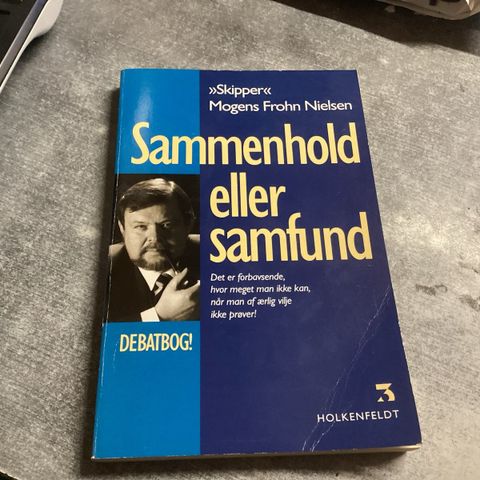 »Skipper«
Mogens Frohn Nielsen
Sammenhold
eller
samfund
Det er forbavsende,
hvor meget man ikke kan,
når man af ærlig vilje
ikke prøver!
DEBATBOG!
3
HOLKENFELDT